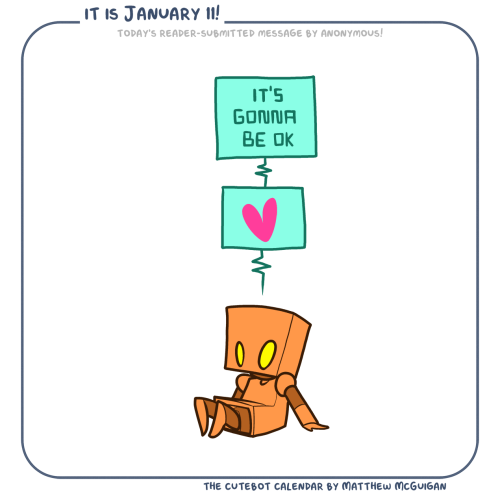 IT IS JANUARY 11!
TODAY'S READER-SUBMITTED MESSAGE BY ANONYMOUS!
IT'S
GONNA
BE OK
THE CUTEBOT CALENDAR BY MATTHEW MCGUIGAN